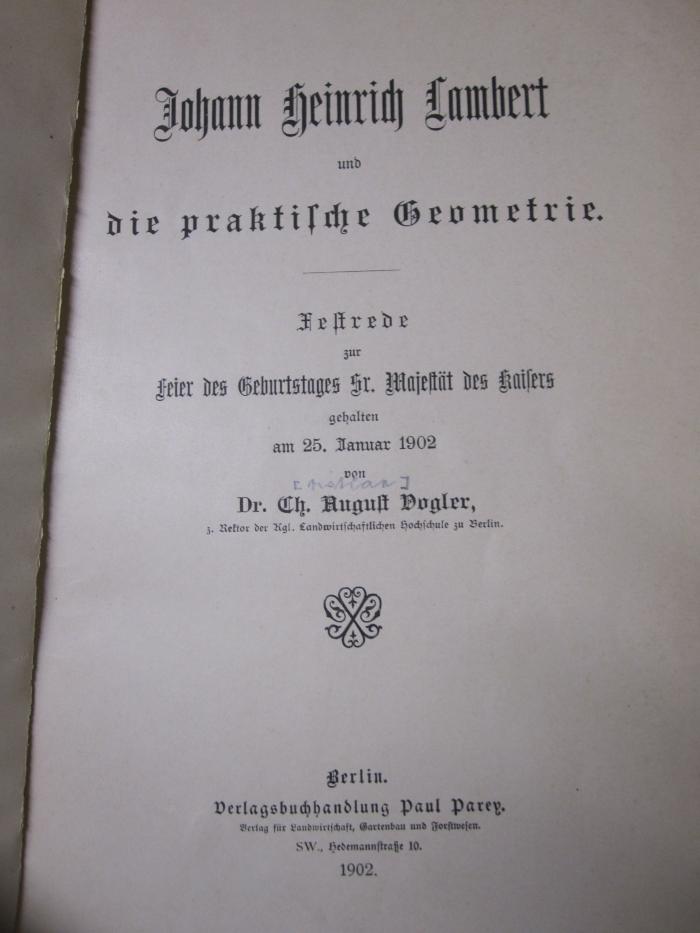 Johann Heinrich Lambert
und
die praktiſche Geometrie.
Feſtrede
zur
Feier des Geburtstages Sr. Majeſtät des Kaiſers
gehalten
am 25. Januar 1902
von
[ristian]
Dr. Ch. Auguſt Vogler,
z. Rektor der Kgl. Landwirtſchaftlichen Hochſchule zu Berlin.
Berlin.
Verlagsbuchhandlung Paul Parey.
Verlag für Landwirtſchaft, Gartenbau und Forſtweſen.
SW., Hedemannſtraße 10.
1902.